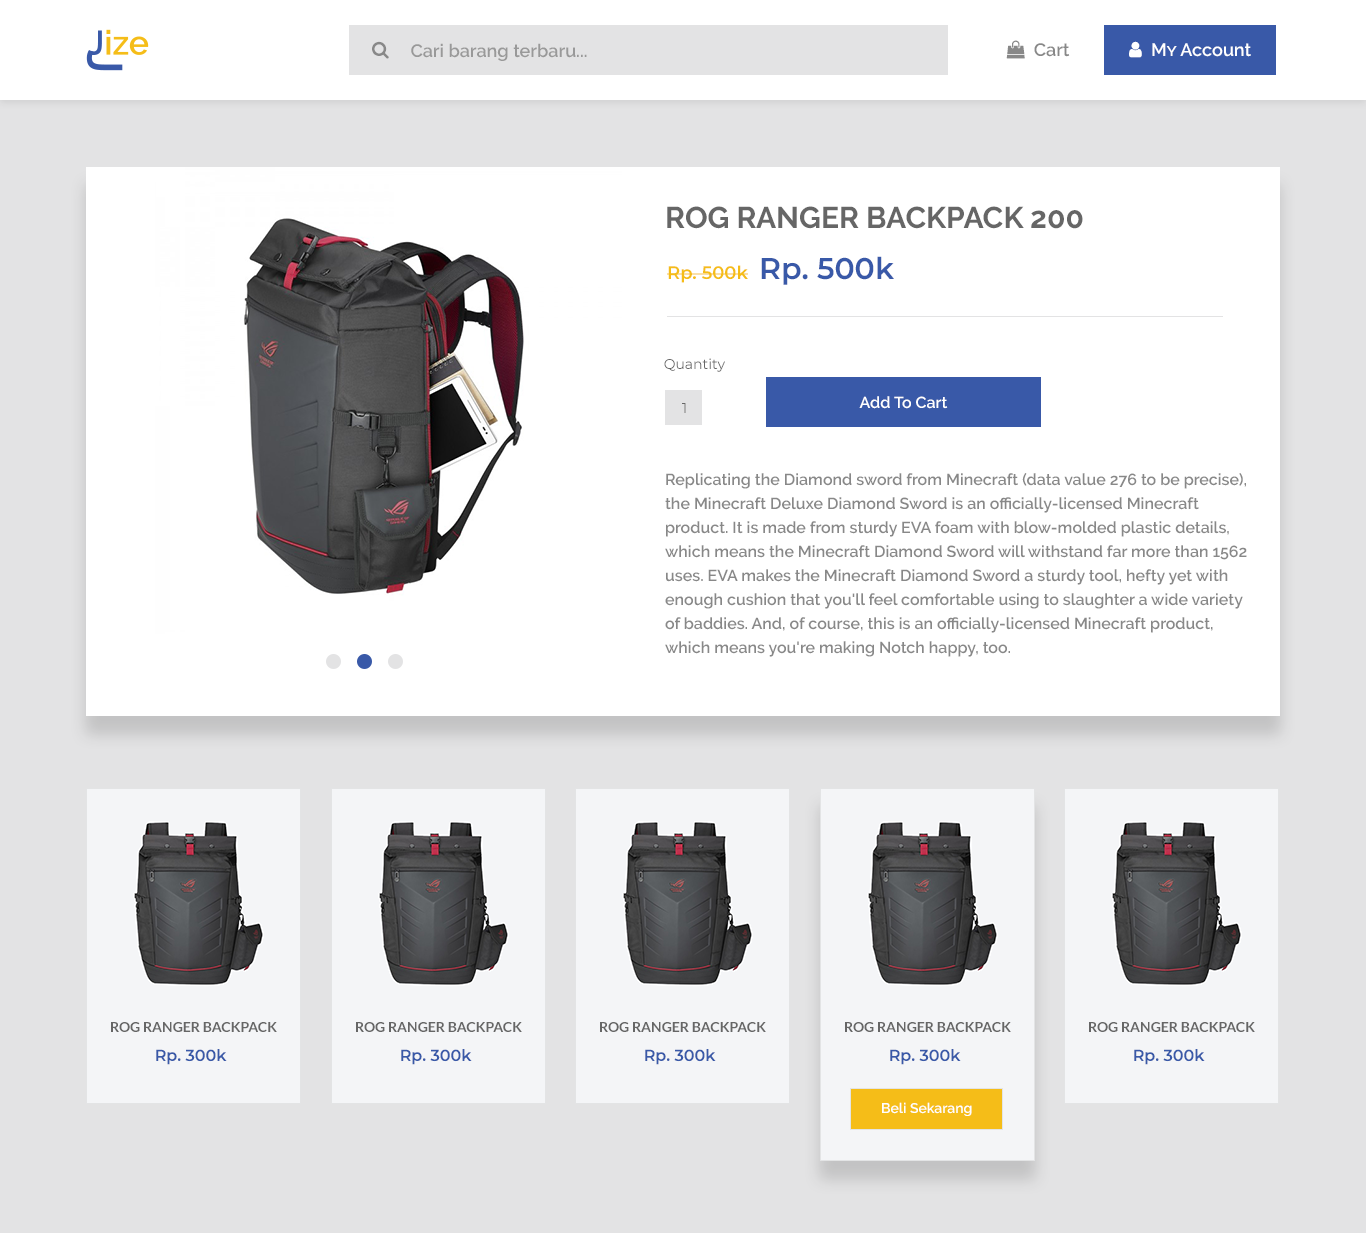 Jize
Cari barang terbaru...
Cart
My Account
ROG RANGER BACKPACK 200
Rp. 500k Rp. 500k
Quantity
1
Add To Cart
Replicating the Diamond sword from Minecraft (data value 276 to be precise),
the Minecraft Deluxe Diamond Sword is an officially-licensed Minecraft
product. It is made from sturdy EVA foam with blow-molded plastic details,
which means the Minecraft Diamond Sword will withstand far more than 1562
uses. EVA makes the Minecraft Diamond Sword a sturdy tool, hefty yet with
enough cushion that you'll feel comfortable using to slaughter a wide variety
of baddies. And, of course, this is an officially-licensed Minecraft product,
which means you're making Notch happy, too.
ROG RANGER BACKPACK
Rp. 300k
ROG RANGER BACKPACK
Rp. 300k
ROG RANGER BACKPACK
Rp. 300k
ROG RANGER BACKPACK
Rp. 300k
Beli Sekarang
ROG RANGER BACKPACK
Rp. 300k